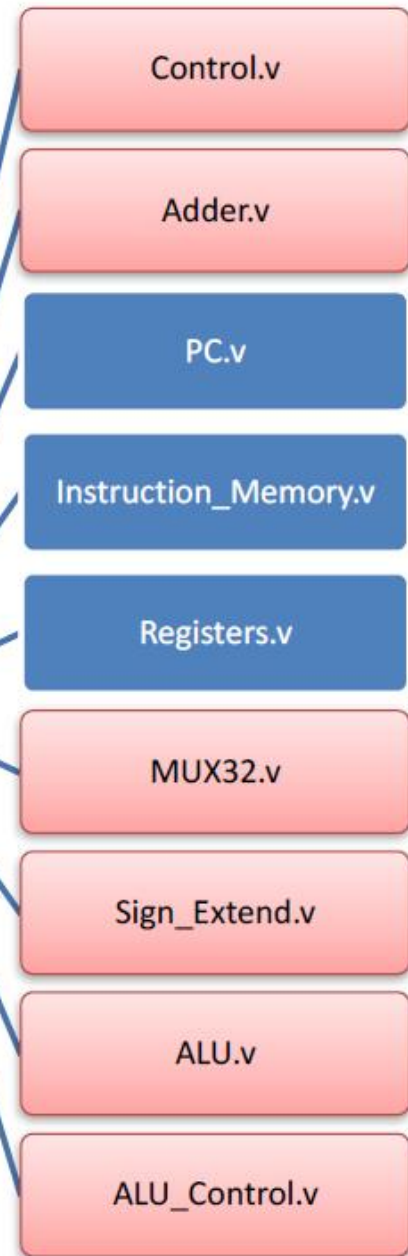 Control.v
Adder.v
PC.v
Instruction_Memory.v
Registers.v
MUX32.v
Sign_Extend.v
ALU.v
ALU_Control.v